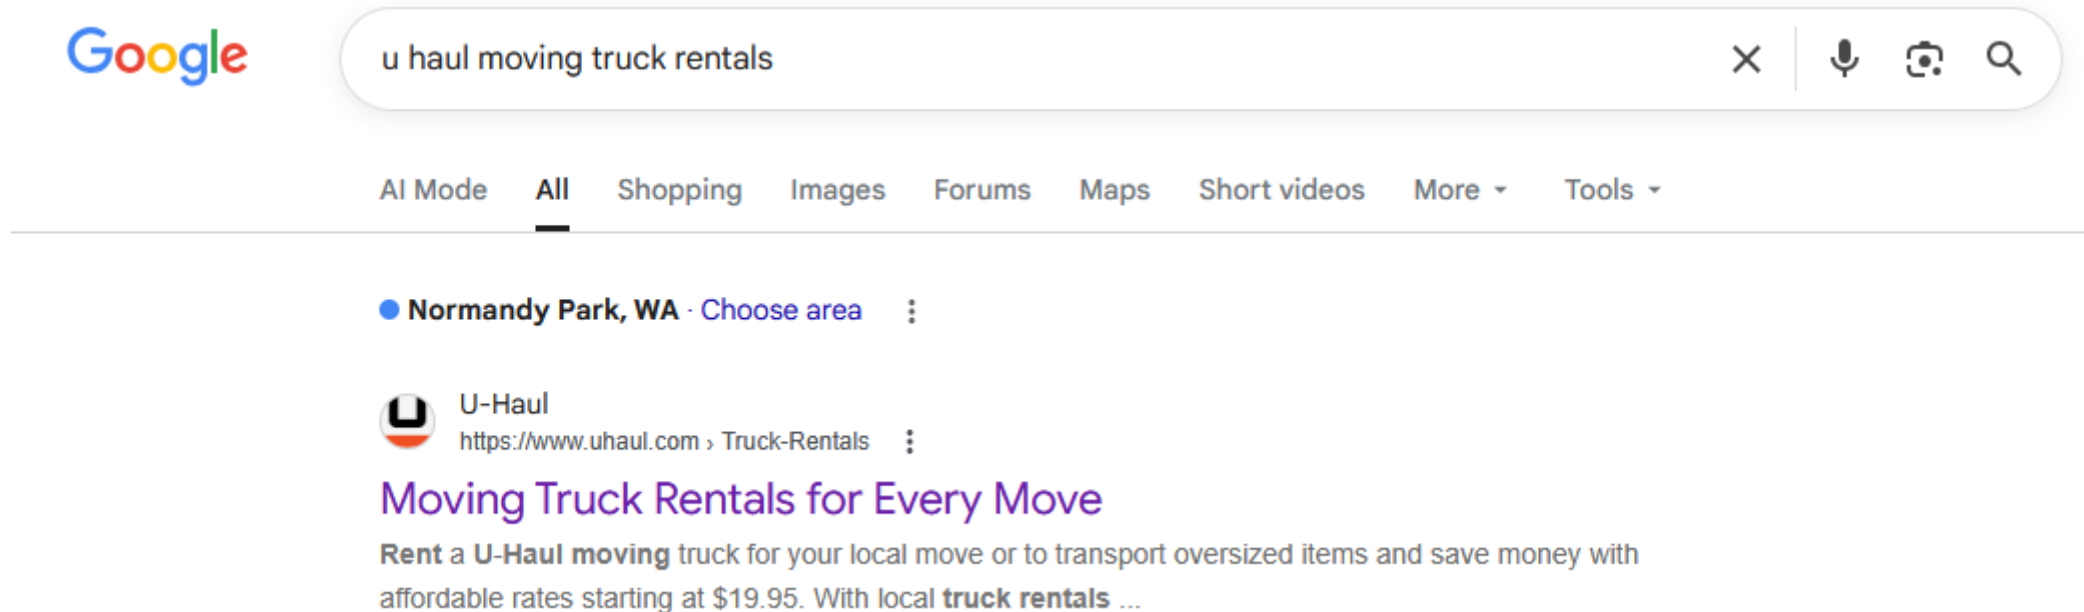 Google
u haul moving truck rentals
AI Mode All Shopping Images Forums Maps Short videos More Tools
Normandy Park, WA · Choose area
U-Haul
https://www.uhaul.com › Truck-Rentals
Moving Truck Rentals for Every Move
Rent a U-Haul moving truck for your local move or to transport oversized items and save money with
affordable rates starting at $19.95. With local truck rentals ...